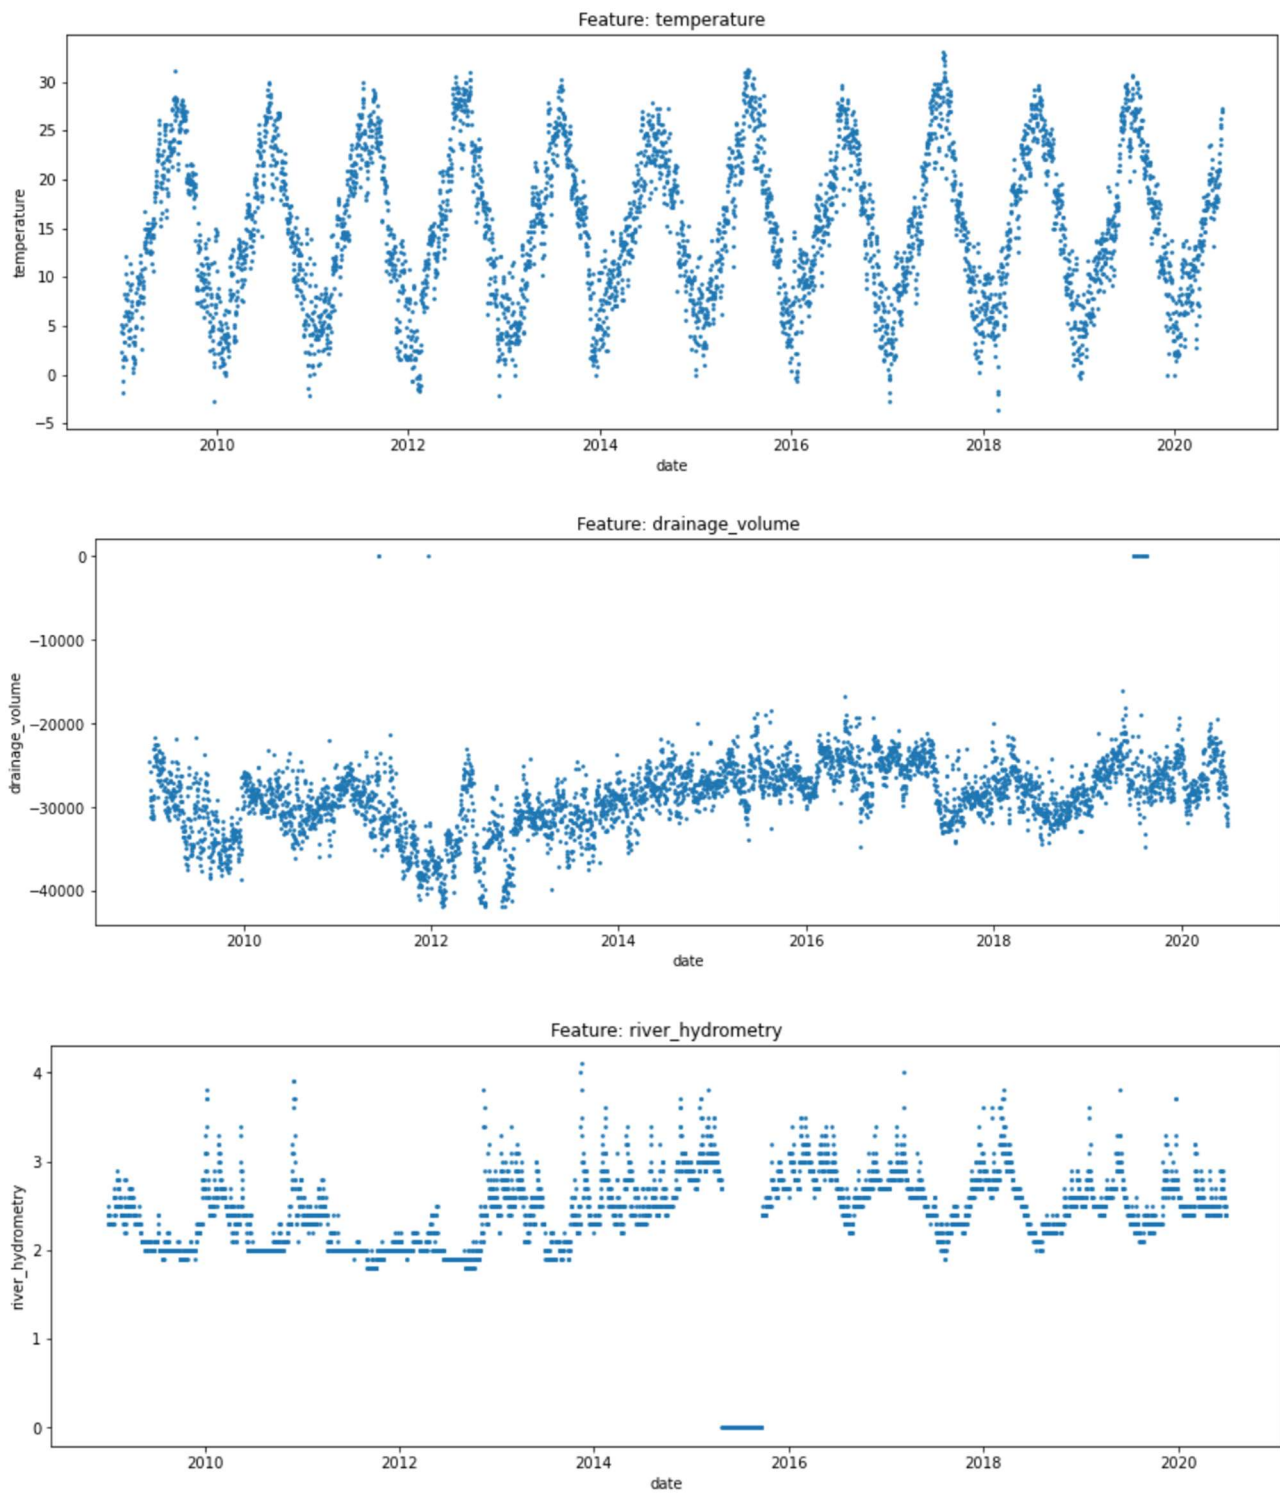 Feature: temperature
30
25
20
15
10
5
0
−5
temperature
2010 2012 2014 2016 2018 2020
date
Feature: drainage_volume
0
−10000
−20000
−30000
−40000
drainage_volume
2010 2012 2014 2016 2018 2020
date
Feature: river_hydrometry
4
3
2
1
0
river_hydrometry
2010 2012 2014 2016 2018 2020
date